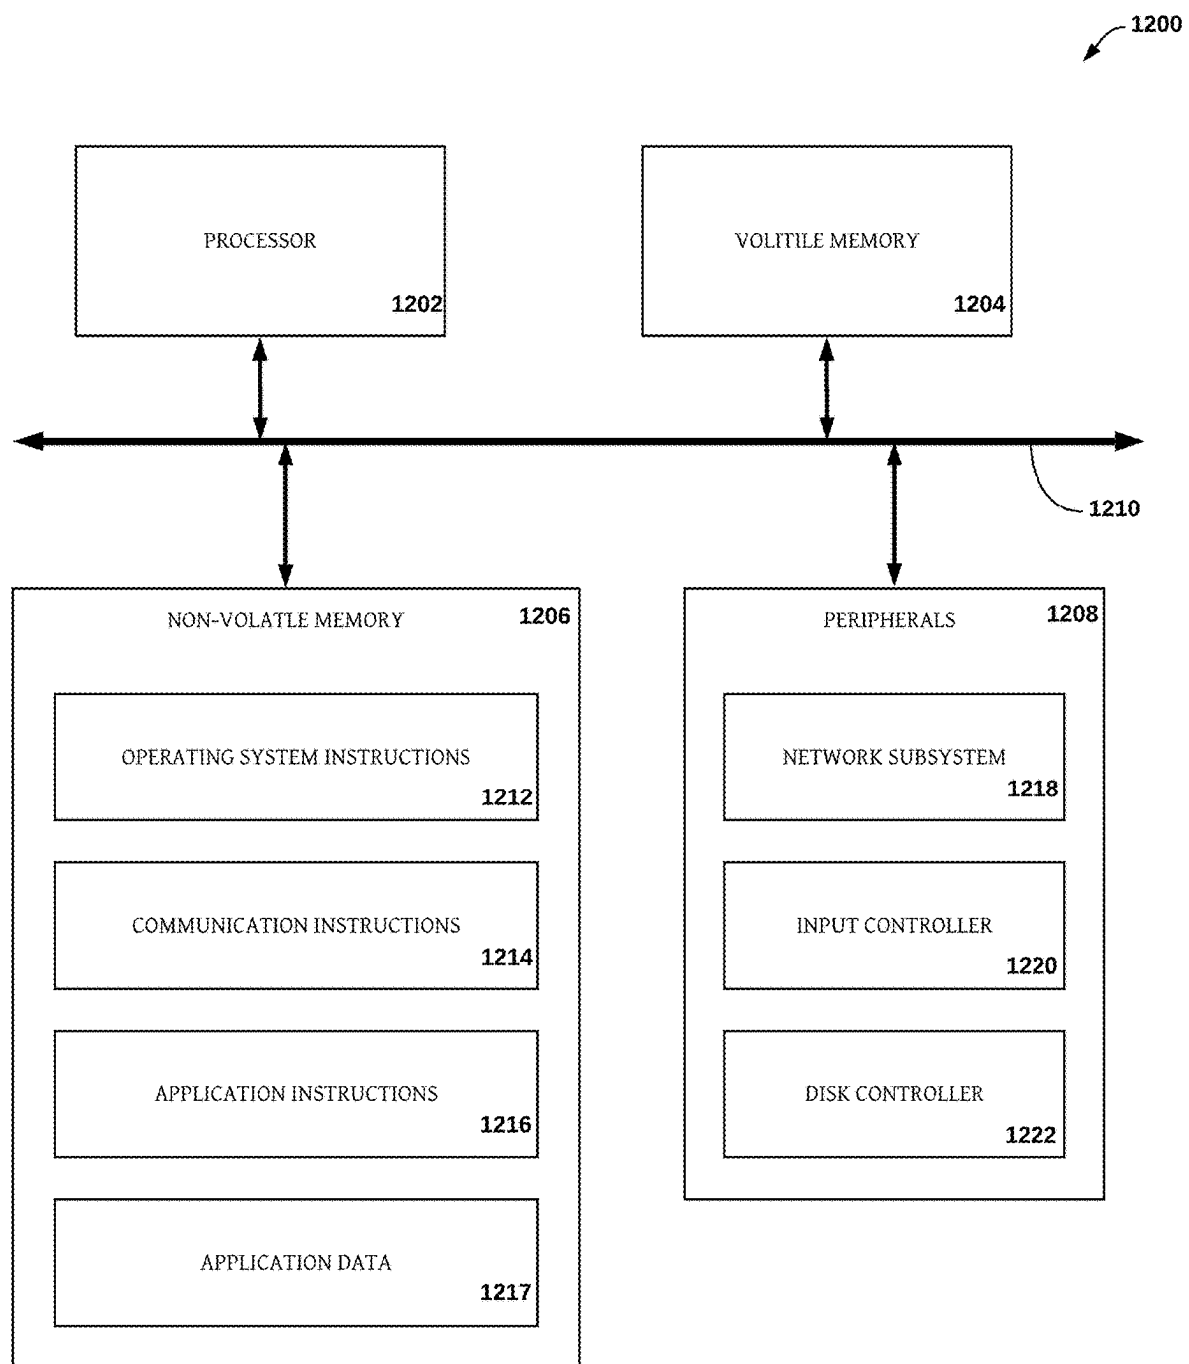 1200
PROCESSOR
1202
VOLITILE MEMORY
1204
1210
NON-VOLATLE MEMORY
1206
OPERATING SYSTEM INSTRUCTIONS
1212
COMMUNICATION INSTRUCTIONS
1214
APPLICATION INSTRUCTIONS
1216
APPLICATION DATA
1217
PERIPHERALS
1208
NETWORK SUBSYSTEM
1218
INPUT CONTROLLER
1220
DISK CONTROLLER
1222